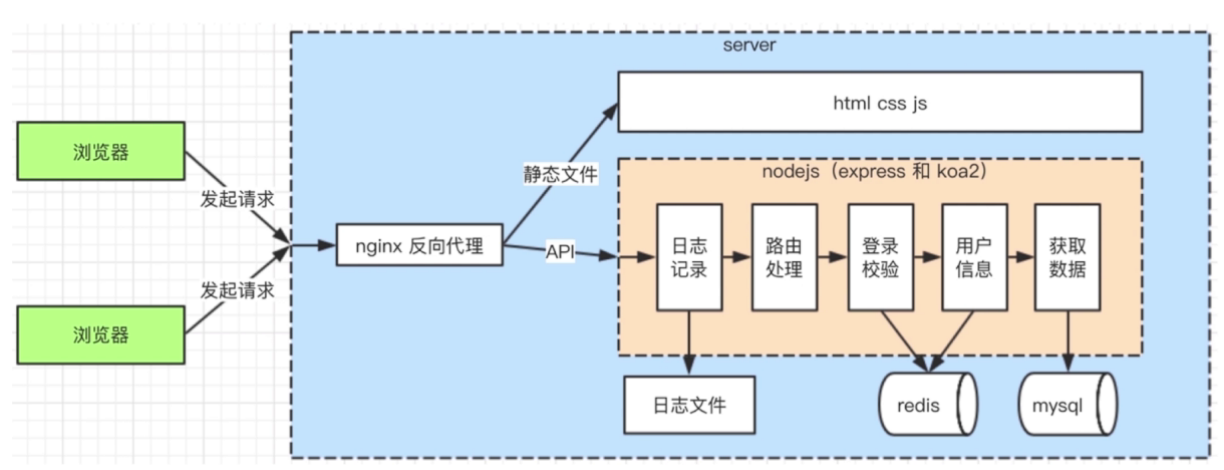 server
html css js
浏览器
静态文件
nodejs（express 和 koa2）
发起请求
nginx 反向代理
API
日志
记录
路由
处理
登录
校验
用户
信息
获取
数据
发起请求
浏览器
日志文件
redis
mysql